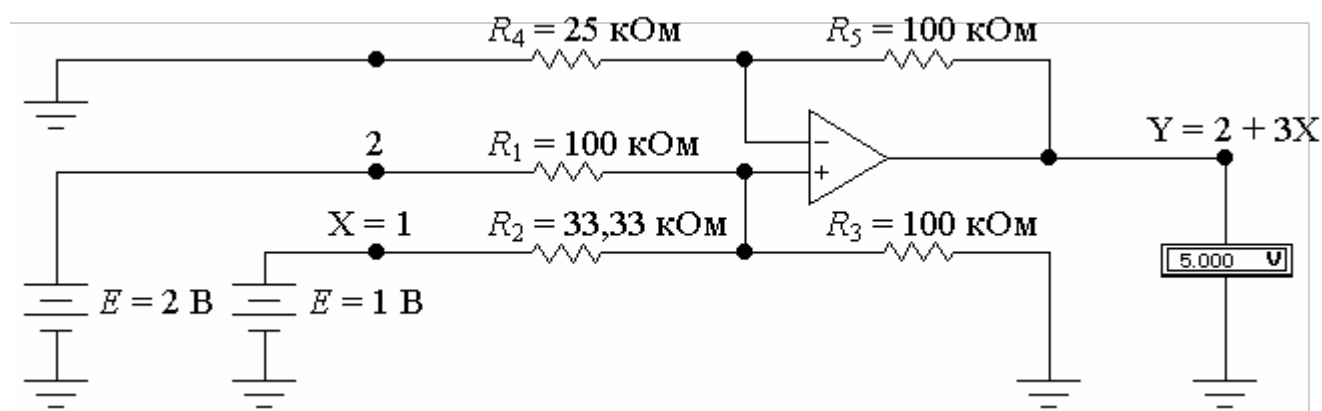 R₄ = 25 кОм
R₅ = 100 кОм
2
R₁ = 100 кОм
−
+
Y = 2 + 3X
X = 1
R₂ = 33,33 кОм
R₃ = 100 кОм
5.000 V
E = 2 В
E = 1 В